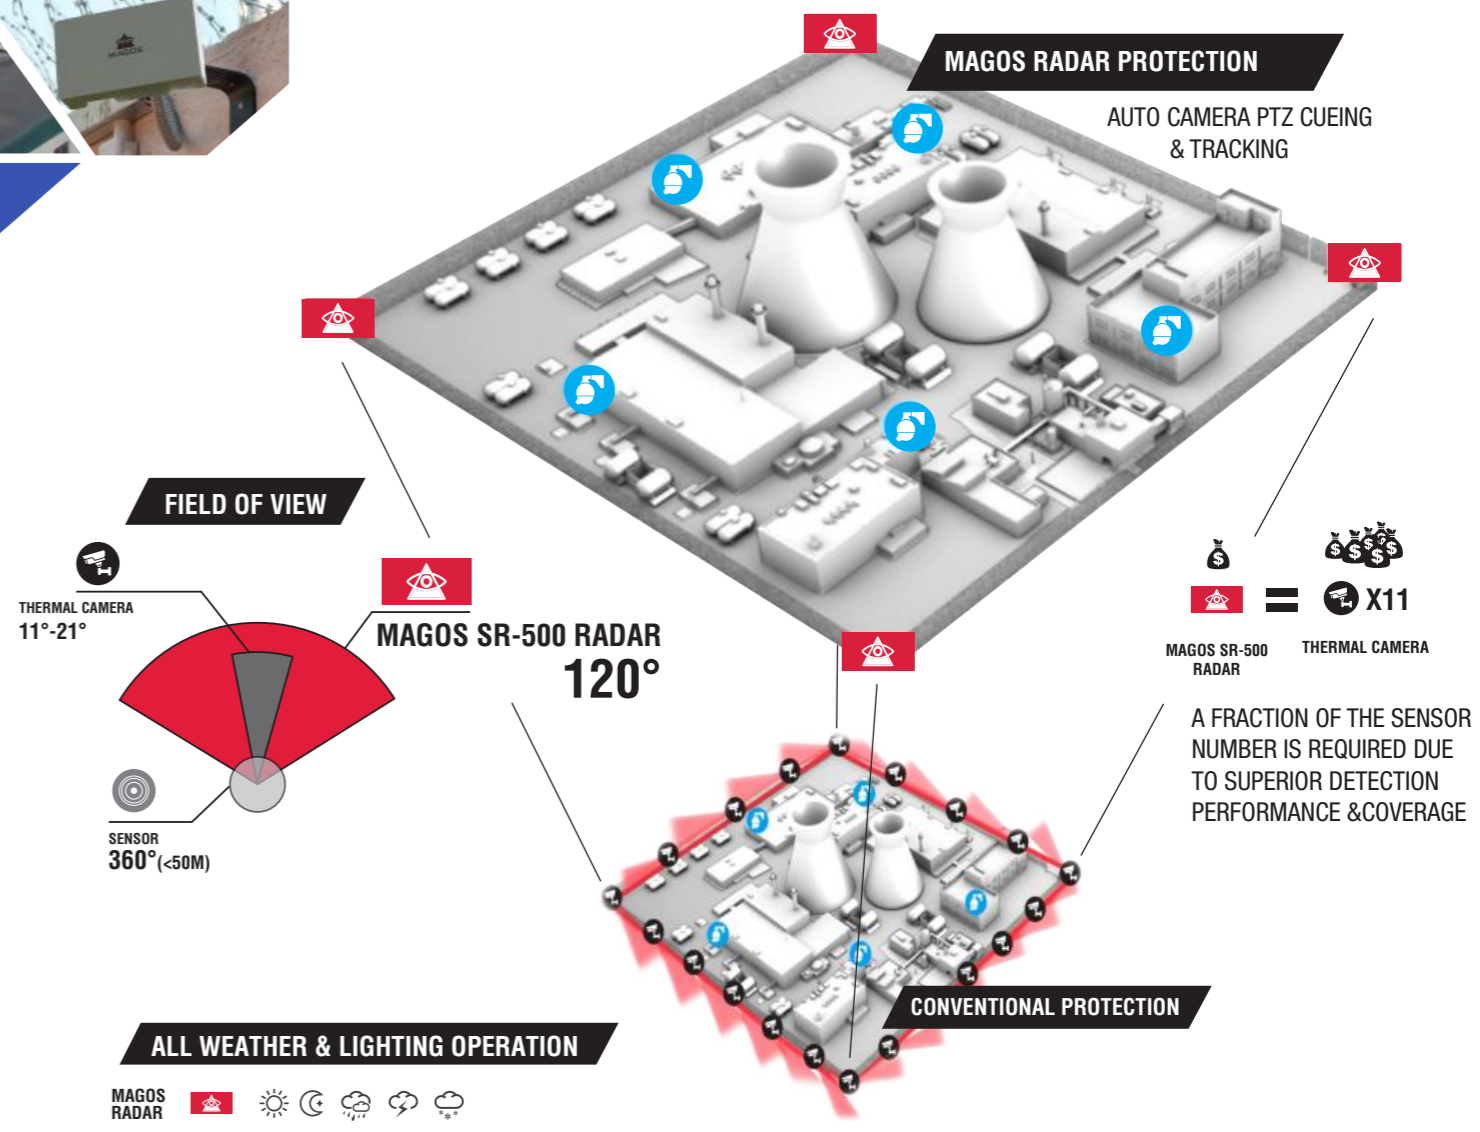 MAGOS
MAGOS RADAR PROTECTION
AUTO CAMERA PTZ CUEING
& TRACKING
FIELD OF VIEW
THERMAL CAMERA
11°-21°
MAGOS SR-500 RADAR
120°
SENSOR
360°(<50M)
$
$ $ $ $ $
X11
MAGOS SR-500
RADAR
THERMAL CAMERA
A FRACTION OF THE SENSOR
NUMBER IS REQUIRED DUE
TO SUPERIOR DETECTION
PERFORMANCE &COVERAGE
CONVENTIONAL PROTECTION
ALL WEATHER & LIGHTING OPERATION
MAGOS
RADAR